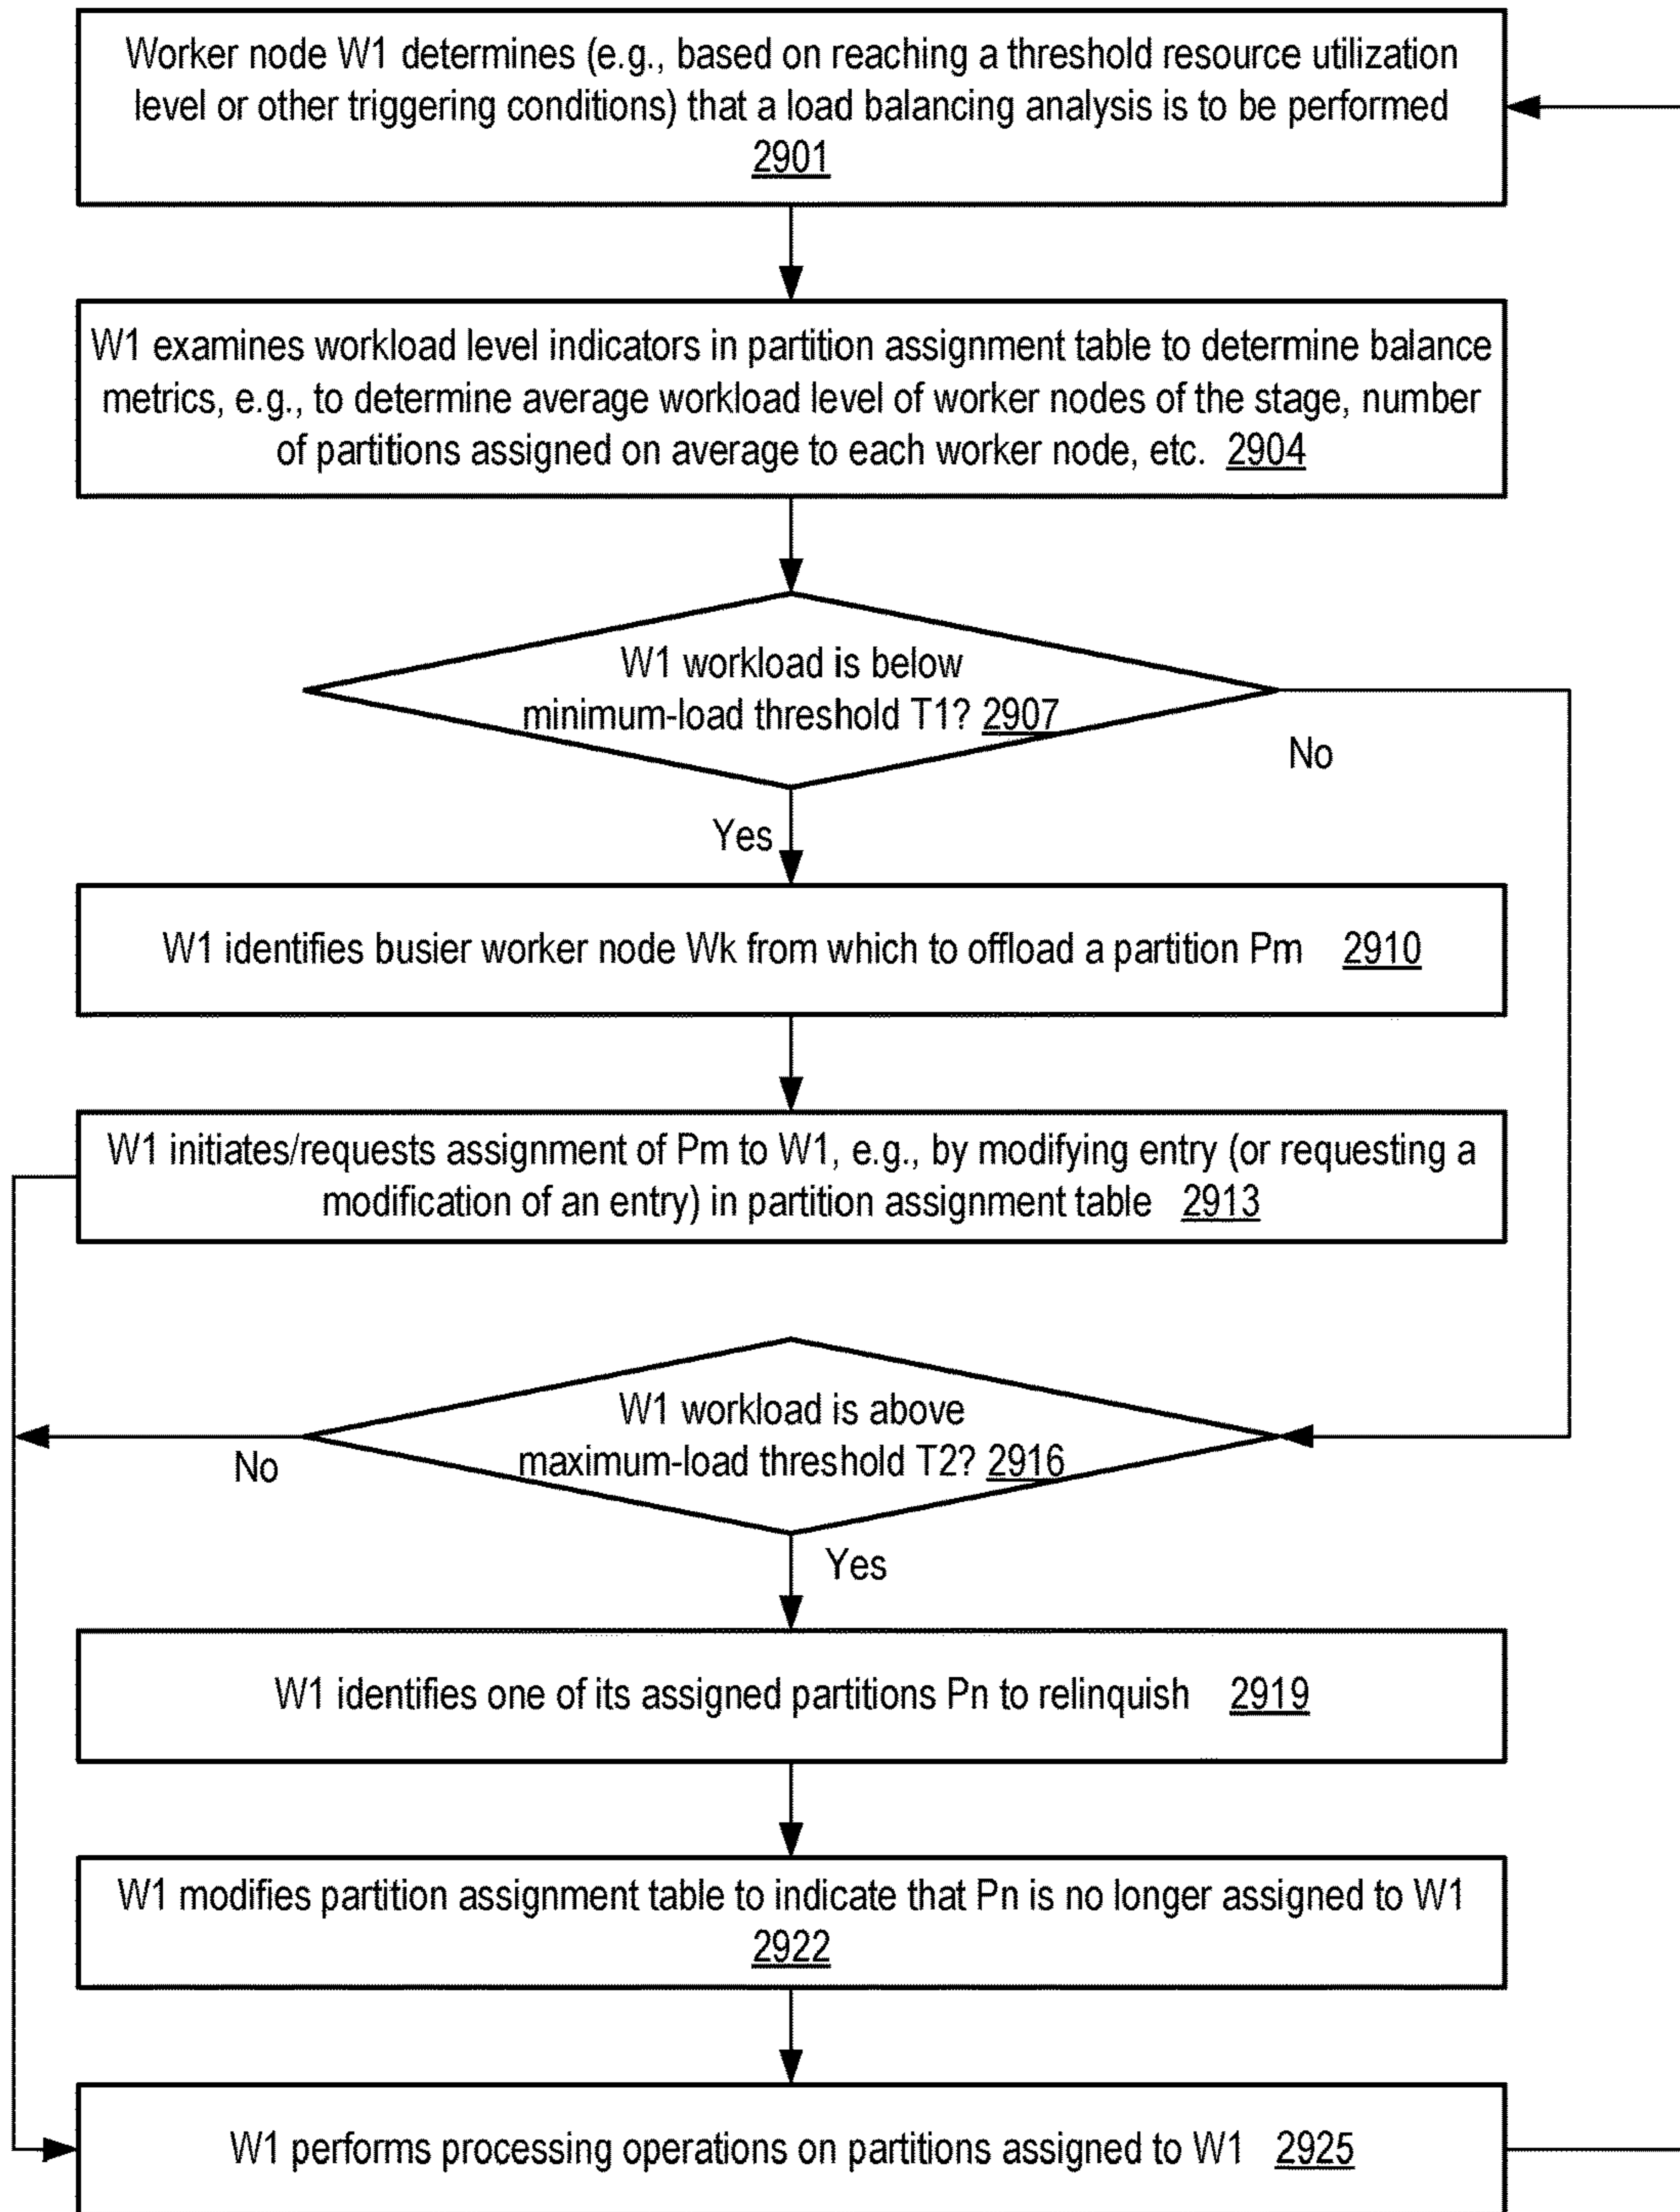 Worker node W1 determines (e.g., based on reaching a threshold resource utilization
level or other triggering conditions) that a load balancing analysis is to be performed
2901
W1 examines workload level indicators in partition assignment table to determine balance
metrics, e.g., to determine average workload level of worker nodes of the stage, number
of partitions assigned on average to each worker node, etc. 2904
W1 workload is below
minimum-load threshold T1? 2907
No
Yes
W1 identifies busier worker node Wk from which to offload a partition Pm 2910
W1 initiates/requests assignment of Pm to W1, e.g., by modifying entry (or requesting a
modification of an entry) in partition assignment table 2913
W1 workload is above
maximum-load threshold T2? 2916
No
Yes
W1 identifies one of its assigned partitions Pn to relinquish 2919
W1 modifies partition assignment table to indicate that Pn is no longer assigned to W1
2922
W1 performs processing operations on partitions assigned to W1 2925